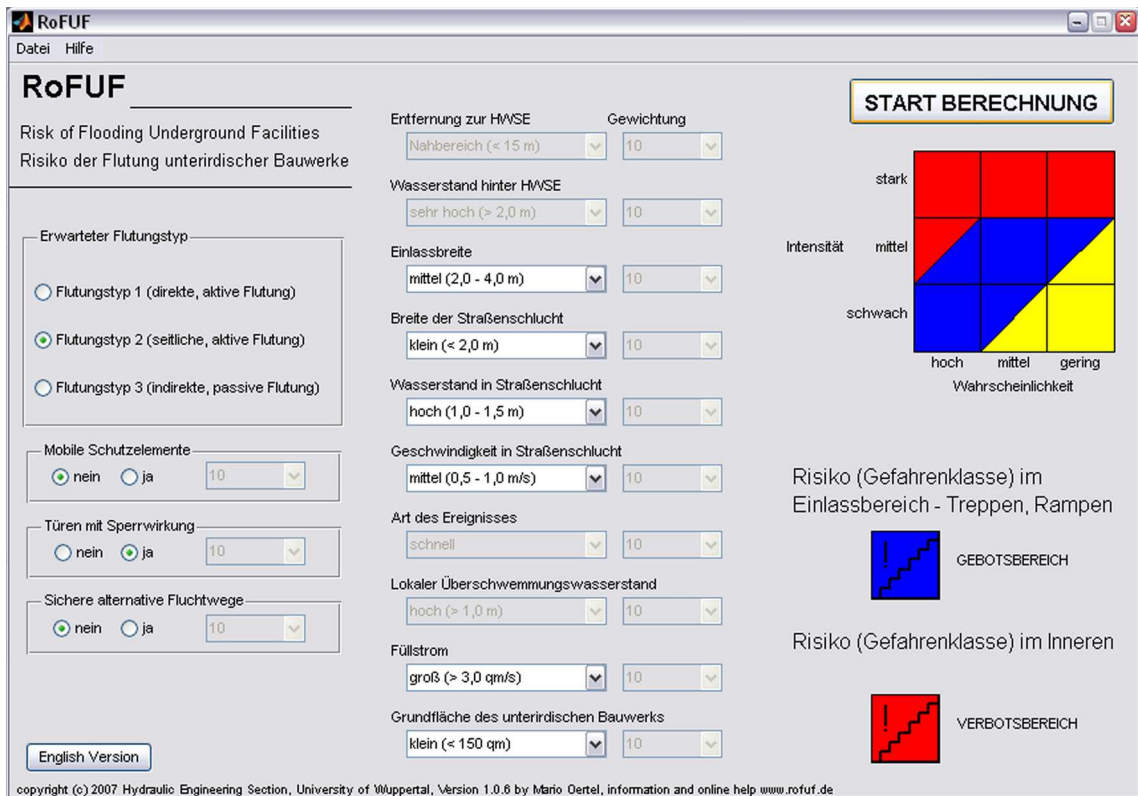 RoFUF
Datei Hilfe
RoFUF
Risk of Flooding Underground Facilities
Risiko der Flutung unterirdischer Bauwerke
Erwarteter Flutungstyp
Flutungstyp 1 (direkte, aktive Flutung)
Flutungstyp 2 (seitliche, aktive Flutung)
Flutungstyp 3 (indirekte, passive Flutung)
Mobile Schutzelemente
nein ja 10
Türen mit Sperrwirkung
nein ja 10
Sichere alternative Fluchtwege
nein ja 10
English Version
Entfernung zur HWSE Gewichtung
Nahbereich (< 15 m) 10
Wasserstand hinter HWSE
sehr hoch (> 2,0 m) 10
Einlassbreite
mittel (2,0 - 4,0 m) 10
Breite der Straßenschlucht
klein (< 2,0 m) 10
Wasserstand in Straßenschlucht
hoch (1,0 - 1,5 m) 10
Geschwindigkeit in Straßenschlucht
mittel (0,5 - 1,0 m/s) 10
Art des Ereignisses
schnell 10
Lokaler Überschwemmungswasserstand
hoch (> 1,0 m) 10
Füllstrom
groß (> 3,0 qm/s) 10
Grundfläche des unterirdischen Bauwerks
klein (< 150 qm) 10
START BERECHNUNG
stark
Intensität mittel
schwach
hoch mittel gering
Wahrscheinlichkeit
Risiko (Gefahrenklasse) im
Einlassbereich - Treppen, Rampen
! GEBOTSBEREICH
Risiko (Gefahrenklasse) im Inneren
! VERBOTSBEREICH
copyright (c) 2007 Hydraulic Engineering Section, University of Wuppertal, Version 1.0.6 by Mario Oertel, information and online help www.rofuf.de